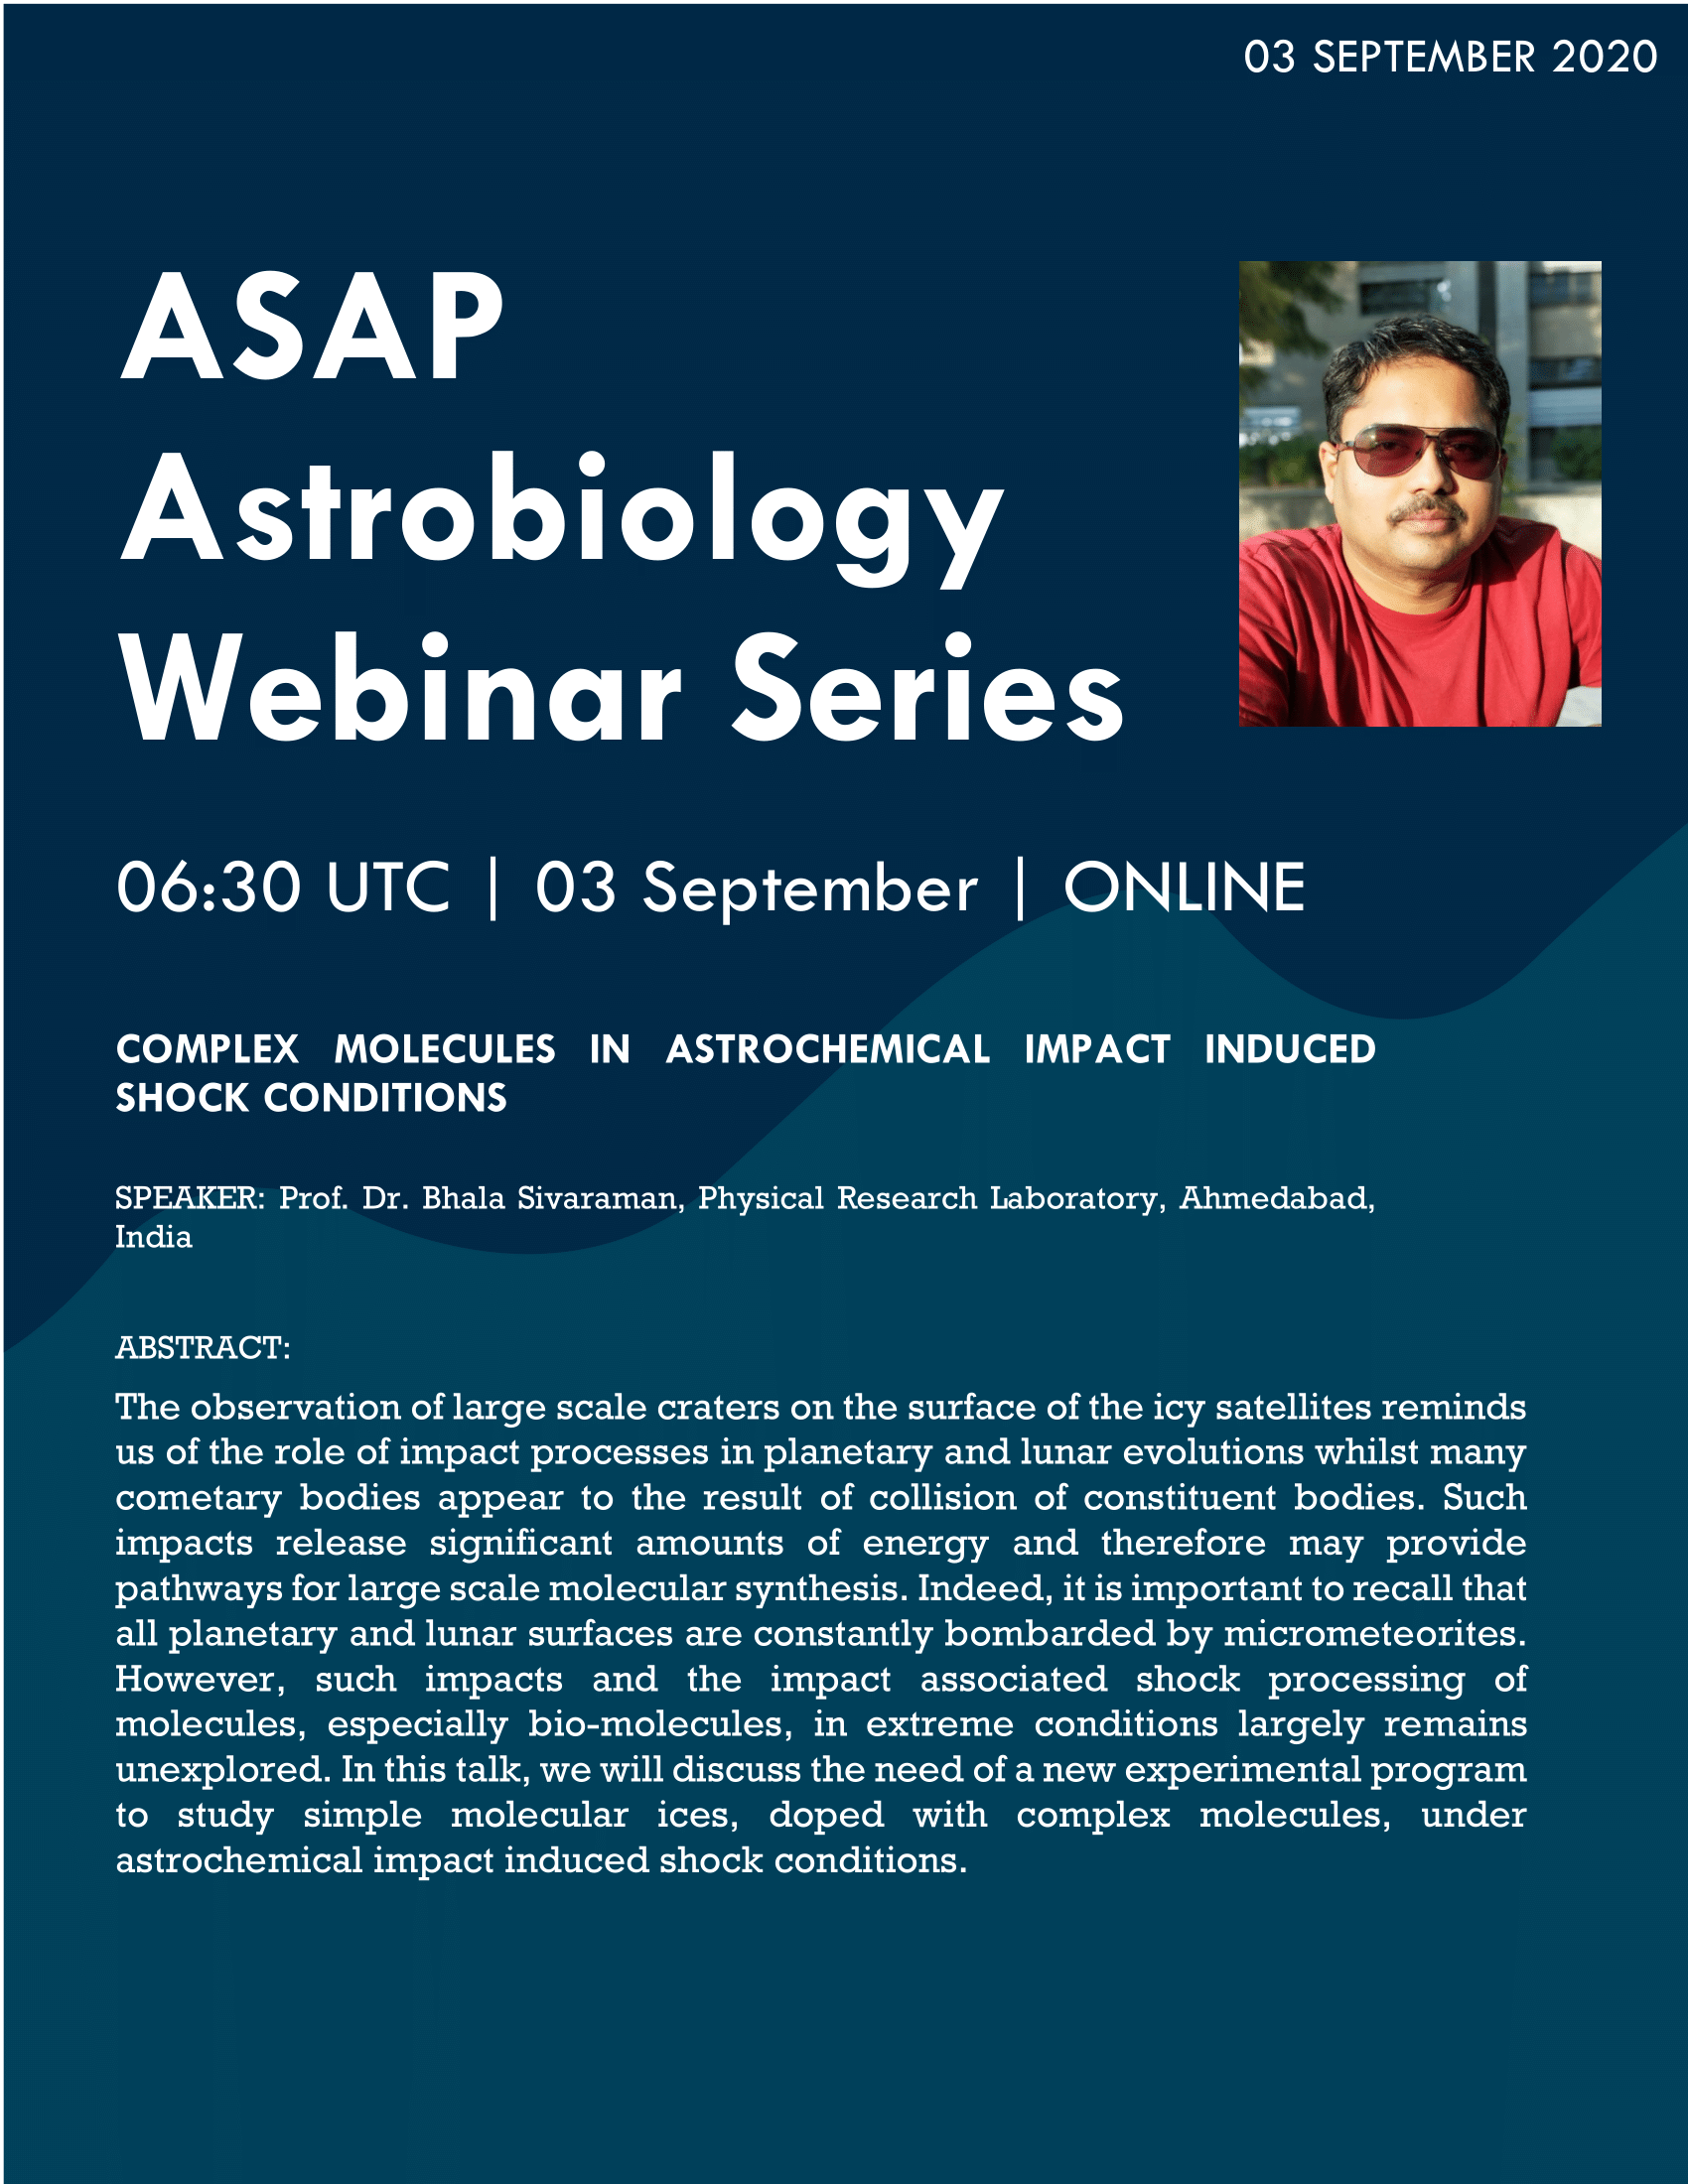 03 SEPTEMBER 2020
ASAP
Astrobiology
Webinar Series
06:30 UTC | 03 September | ONLINE
COMPLEX MOLECULES IN ASTROCHEMICAL IMPACT INDUCED
SHOCK CONDITIONS
SPEAKER: Prof. Dr. Bhala Sivaraman, Physical Research Laboratory, Ahmedabad,
India
ABSTRACT:
The observation of large scale craters on the surface of the icy satellites reminds
us of the role of impact processes in planetary and lunar evolutions whilst many
cometary bodies appear to the result of collision of constituent bodies. Such
impacts release significant amounts of energy and therefore may provide
pathways for large scale molecular synthesis. Indeed, it is important to recall that
all planetary and lunar surfaces are constantly bombarded by micrometeorites.
However, such impacts and the impact associated shock processing of
molecules, especially bio-molecules, in extreme conditions largely remains
unexplored. In this talk, we will discuss the need of a new experimental program
to study simple molecular ices, doped with complex molecules, under
astrochemical impact induced shock conditions.